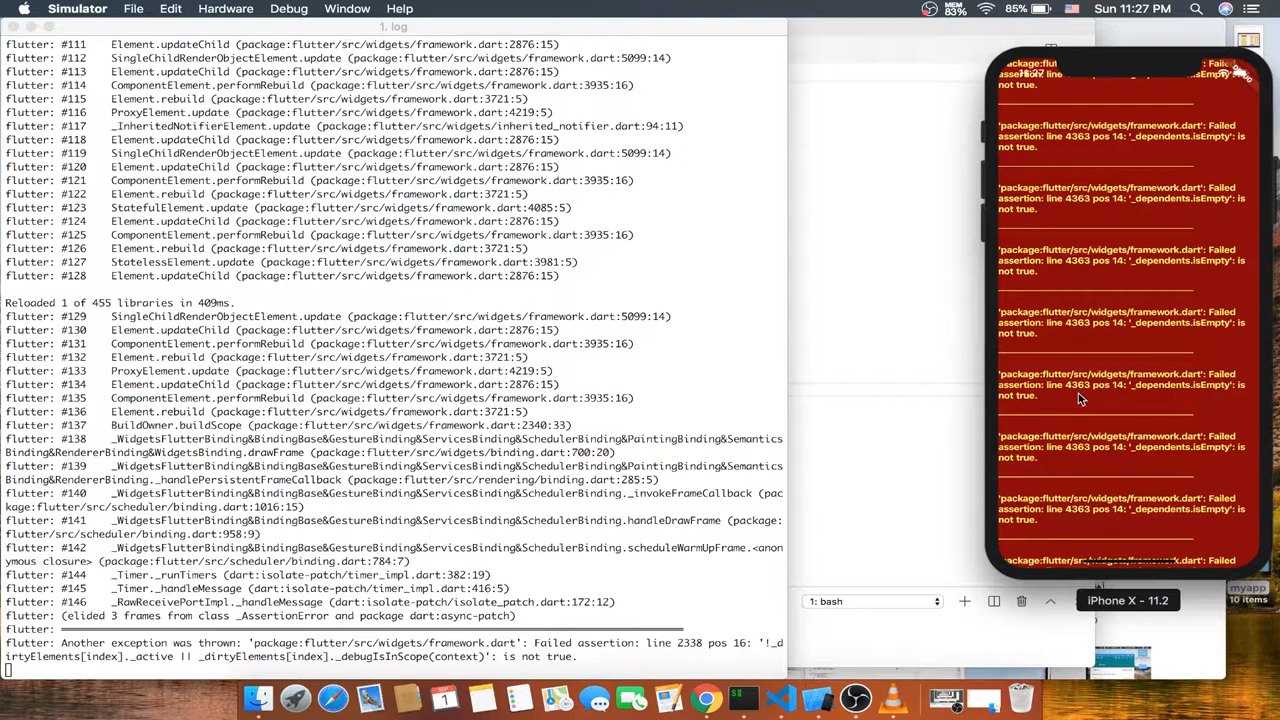 Simulator File Edit Hardware Debug Window Help MEM 83% 85% Sun 11:27 PM
1. log
flutter: #111 Element.updateChild (package:flutter/src/widgets/framework.dart:2876:15)
flutter: #112 SingleChildRenderObjectElement.update (package:flutter/src/widgets/framework.dart:5099:14)
flutter: #113 Element.updateChild (package:flutter/src/widgets/framework.dart:2876:15)
flutter: #114 ComponentElement.performRebuild (package:flutter/src/widgets/framework.dart:3935:16)
flutter: #115 Element.rebuild (package:flutter/src/widgets/framework.dart:3721:5)
flutter: #116 ProxyElement.update (package:flutter/src/widgets/framework.dart:4219:5)
flutter: #117 _InheritedNotifierElement.update (package:flutter/src/widgets/inherited_notifier.dart:94:11)
flutter: #118 Element.updateChild (package:flutter/src/widgets/framework.dart:2876:15)
flutter: #119 SingleChildRenderObjectElement.update (package:flutter/src/widgets/framework.dart:5099:14)
flutter: #120 Element.updateChild (package:flutter/src/widgets/framework.dart:2876:15)
flutter: #121 ComponentElement.performRebuild (package:flutter/src/widgets/framework.dart:3935:16)
flutter: #122 Element.rebuild (package:flutter/src/widgets/framework.dart:3721:5)
flutter: #123 StatefulElement.update (package:flutter/src/widgets/framework.dart:4085:5)
flutter: #124 Element.updateChild (package:flutter/src/widgets/framework.dart:2876:15)
flutter: #125 ComponentElement.performRebuild (package:flutter/src/widgets/framework.dart:3935:16)
flutter: #126 Element.rebuild (package:flutter/src/widgets/framework.dart:3721:5)
flutter: #127 StatelessElement.update (package:flutter/src/widgets/framework.dart:3981:5)
flutter: #128 Element.updateChild (package:flutter/src/widgets/framework.dart:2876:15)
Reloaded 1 of 455 libraries in 409ms.
flutter: #129 SingleChildRenderObjectElement.update (package:flutter/src/widgets/framework.dart:5099:14)
flutter: #130 Element.updateChild (package:flutter/src/widgets/framework.dart:2876:15)
flutter: #131 ComponentElement.performRebuild (package:flutter/src/widgets/framework.dart:3935:16)
flutter: #132 Element.rebuild (package:flutter/src/widgets/framework.dart:3721:5)
flutter: #133 ProxyElement.update (package:flutter/src/widgets/framework.dart:4219:5)
flutter: #134 Element.updateChild (package:flutter/src/widgets/framework.dart:2876:15)
flutter: #135 ComponentElement.performRebuild (package:flutter/src/widgets/framework.dart:3935:16)
flutter: #136 Element.rebuild (package:flutter/src/widgets/framework.dart:3721:5)
flutter: #137 BuildOwner.buildScope (package:flutter/src/widgets/framework.dart:2340:33)
flutter: #138 _WidgetsFlutterBinding&BindingBase&GestureBinding&ServicesBinding&SchedulerBinding&PaintingBinding&Semantics
Binding&RendererBinding&WidgetsBinding.drawFrame (package:flutter/src/widgets/binding.dart:700:20)
flutter: #139 _WidgetsFlutterBinding&BindingBase&GestureBinding&ServicesBinding&SchedulerBinding&PaintingBinding&Semantics
Binding&RendererBinding._handlePersistentFrameCallback (package:flutter/src/rendering/binding.dart:285:5)
flutter: #140 _WidgetsFlutterBinding&BindingBase&GestureBinding&ServicesBinding&SchedulerBinding._invokeFrameCallback (pac
kage:flutter/src/scheduler/binding.dart:1016:15)
flutter: #141 _WidgetsFlutterBinding&BindingBase&GestureBinding&ServicesBinding&SchedulerBinding.handleDrawFrame (package:
flutter/src/scheduler/binding.dart:958:9)
flutter: #142 _WidgetsFlutterBinding&BindingBase&GestureBinding&ServicesBinding&SchedulerBinding.scheduleWarmUpFrame.<anon
ymous closure> (package:flutter/src/scheduler/binding.dart:784:7)
flutter: #144 _Timer._runTimers (dart:isolate-patch/timer_impl.dart:382:19)
flutter: #145 _Timer._handleMessage (dart:isolate-patch/timer_impl.dart:416:5)
flutter: #146 _RawReceivePortImpl._handleMessage (dart:isolate-patch/isolate_patch.dart:172:12)
flutter: (elided 3 frames from class _AssertionError and package dart:async-patch)
flutter: ════════════════════════════════════════
flutter: Another exception was thrown: 'package:flutter/src/widgets/framework.dart': Failed assertion: line 2338 pos 16: '!_d
irtyElements[index]._active || _dirtyElements[index]._debugIsInScope(context)': is not true.
'package:flutter/src/widgets/framework.dart': Failed
assertion: line 4363 pos 14: '_dependents.isEmpty': is
not true.
'package:flutter/src/widgets/framework.dart': Failed
assertion: line 4363 pos 14: '_dependents.isEmpty': is
not true.
'package:flutter/src/widgets/framework.dart': Failed
assertion: line 4363 pos 14: '_dependents.isEmpty': is
not true.
'package:flutter/src/widgets/framework.dart': Failed
assertion: line 4363 pos 14: '_dependents.isEmpty': is
not true.
'package:flutter/src/widgets/framework.dart': Failed
assertion: line 4363 pos 14: '_dependents.isEmpty': is
not true.
'package:flutter/src/widgets/framework.dart': Failed
assertion: line 4363 pos 14: '_dependents.isEmpty': is
not true.
'package:flutter/src/widgets/framework.dart': Failed
assertion: line 4363 pos 14: '_dependents.isEmpty': is
not true.
'package:flutter/src/widgets/framework.dart': Failed
assertion: line 4363 pos 14: '_dependents.isEmpty': is
not true.
'package:flutter/src/widgets/framework.dart': Failed
DEBUG
1: bash
iPhone X - 11.2
myapp
10 items